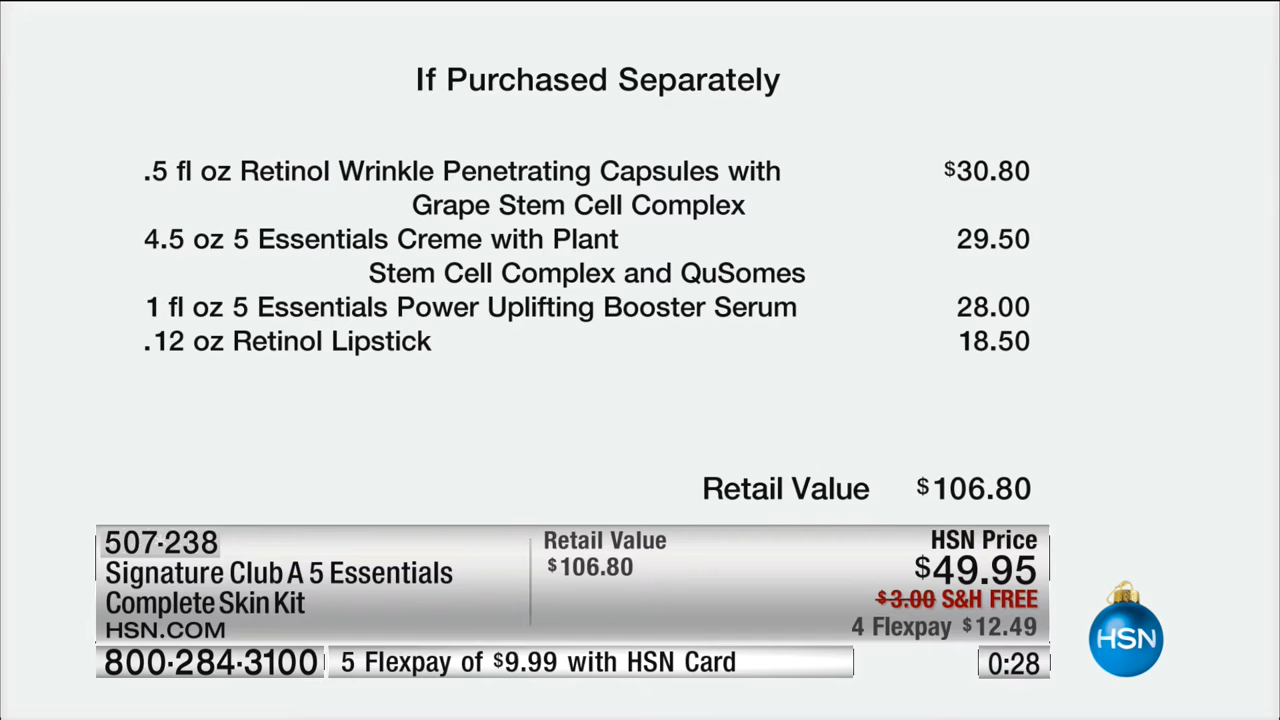 If Purchased Separately
.5 fl oz Retinol Wrinkle Penetrating Capsules with $30.80
Grape Stem Cell Complex
4.5 oz 5 Essentials Creme with Plant 29.50
Stem Cell Complex and QuSomes
1 fl oz 5 Essentials Power Uplifting Booster Serum 28.00
.12 oz Retinol Lipstick 18.50
Retail Value $106.80
507-238
Signature Club A 5 Essentials
Complete Skin Kit
HSN.COM
Retail Value
$106.80
HSN Price
$49.95
$3.00 S&H FREE
4 Flexpay $12.49
800-284-3100
5 Flexpay of $9.99 with HSN Card
0:28
HSN